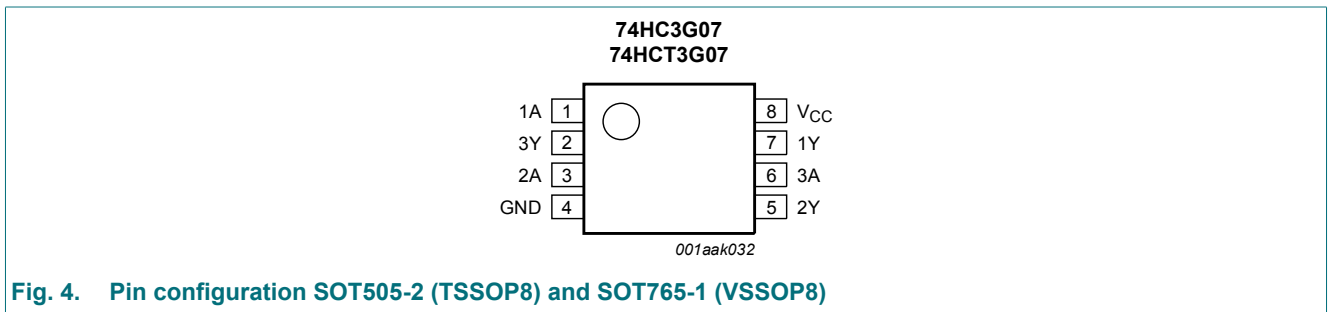 74HC3G07
74HCT3G07
1A 1 8 VCC
3Y 2 7 1Y
2A 3 6 3A
GND 4 5 2Y
001aak032
Fig. 4. Pin configuration SOT505-2 (TSSOP8) and SOT765-1 (VSSOP8)